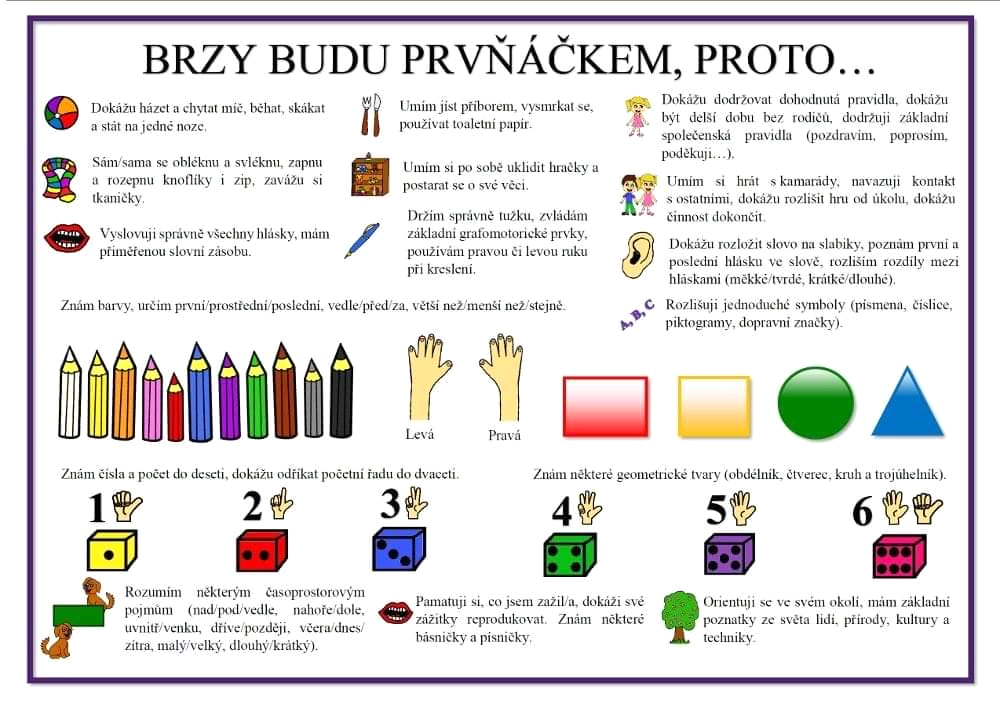 BRZY BUDU PRVŇÁČKEM, PROTO…
Dokážu házet a chytat míč, běhat, skákat
a stát na jedné noze.
Sám/sama se obléknu a svléknu, zapnu
a rozepnu knoflíky i zip, zavážu si
tkaničky.
Vyslovuji správně všechny hlásky, mám
přiměřenou slovní zásobu.
Umím jíst příborem, vysmrkat se,
používat toaletní papír.
Umím si po sobě uklidit hračky a
postarat se o své věci.
Držím správně tužku, zvládám
základní grafomotorické prvky,
používám pravou či levou ruku
při kreslení.
Dokážu dodržovat dohodnutá pravidla, dokážu
být delší dobu bez rodičů, dodržuji základní
společenská pravidla (pozdravím, poprosím,
poděkuji…).
Umím si hrát s kamarády, navazuji kontakt
s ostatními, dokážu rozlišit hru od úkolu, dokážu
činnost dokončit.
Dokážu rozložit slovo na slabiky, poznám první a
poslední hlásku ve slově, rozliším rozdíly mezi
hláskami (měkké/tvrdé, krátké/dlouhé).
A, B, C
Rozlišuji jednoduché symboly (písmena, číslice,
piktogramy, dopravní značky).
Znám barvy, určím první/prostřední/poslední, vedle/před/za, větší než/menší než/stejně.
Levá
Pravá
Znám čísla a počet do deseti, dokážu odříkat početní řadu do dvaceti.
Znám některé geometrické tvary (obdélník, čtverec, kruh a trojúhelník).
1 2 3 4 5 6
Rozumím některým časoprostorovým
pojmům (nad/pod/vedle, nahoře/dole,
uvnitř/venku, dříve/později, včera/dnes/
zítra, malý/velký, dlouhý/krátký).
Pamatuji si, co jsem zažil/a, dokáži své
zážitky reprodukovat. Znám některé
básničky a písničky.
Orientuji se ve svém okolí, mám základní
poznatky ze světa lidí, přírody, kultury a
techniky.